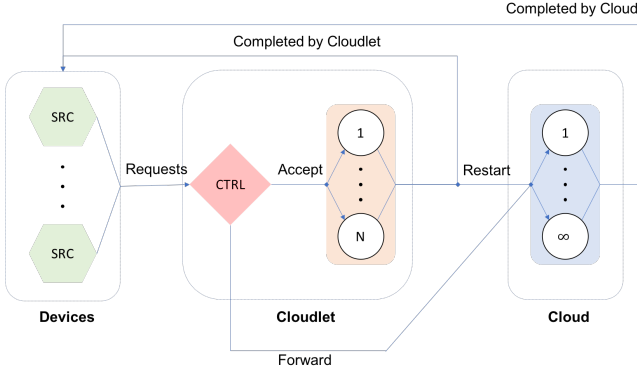 Completed by Cloud
Completed by Cloudlet
SRC
SRC
Requests
CTRL
Accept
1
N
Restart
1
∞
Devices
Cloudlet
Cloud
Forward